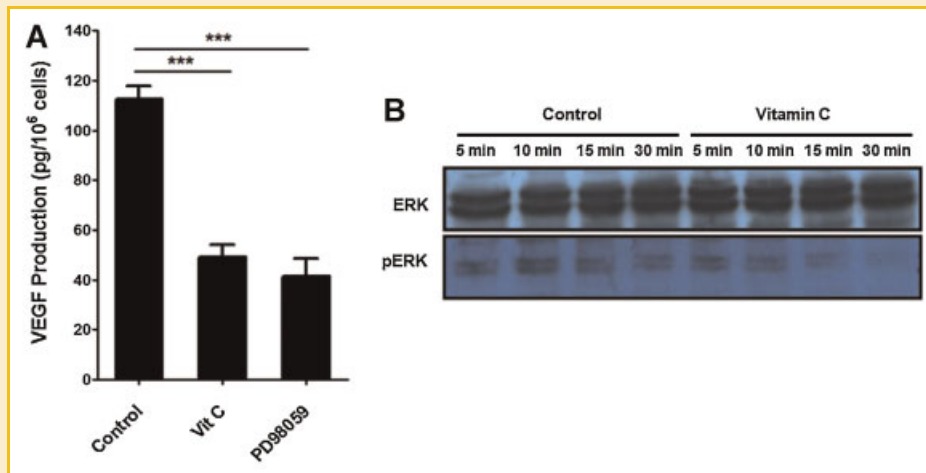 A
VEGF Production (pg/10⁶ cells)
140
120
100
80
60
40
20
0
***
***
Control
Vit C
PD98059
B
Control Vitamin C
5 min 10 min 15 min 30 min 5 min 10 min 15 min 30 min
ERK
pERK